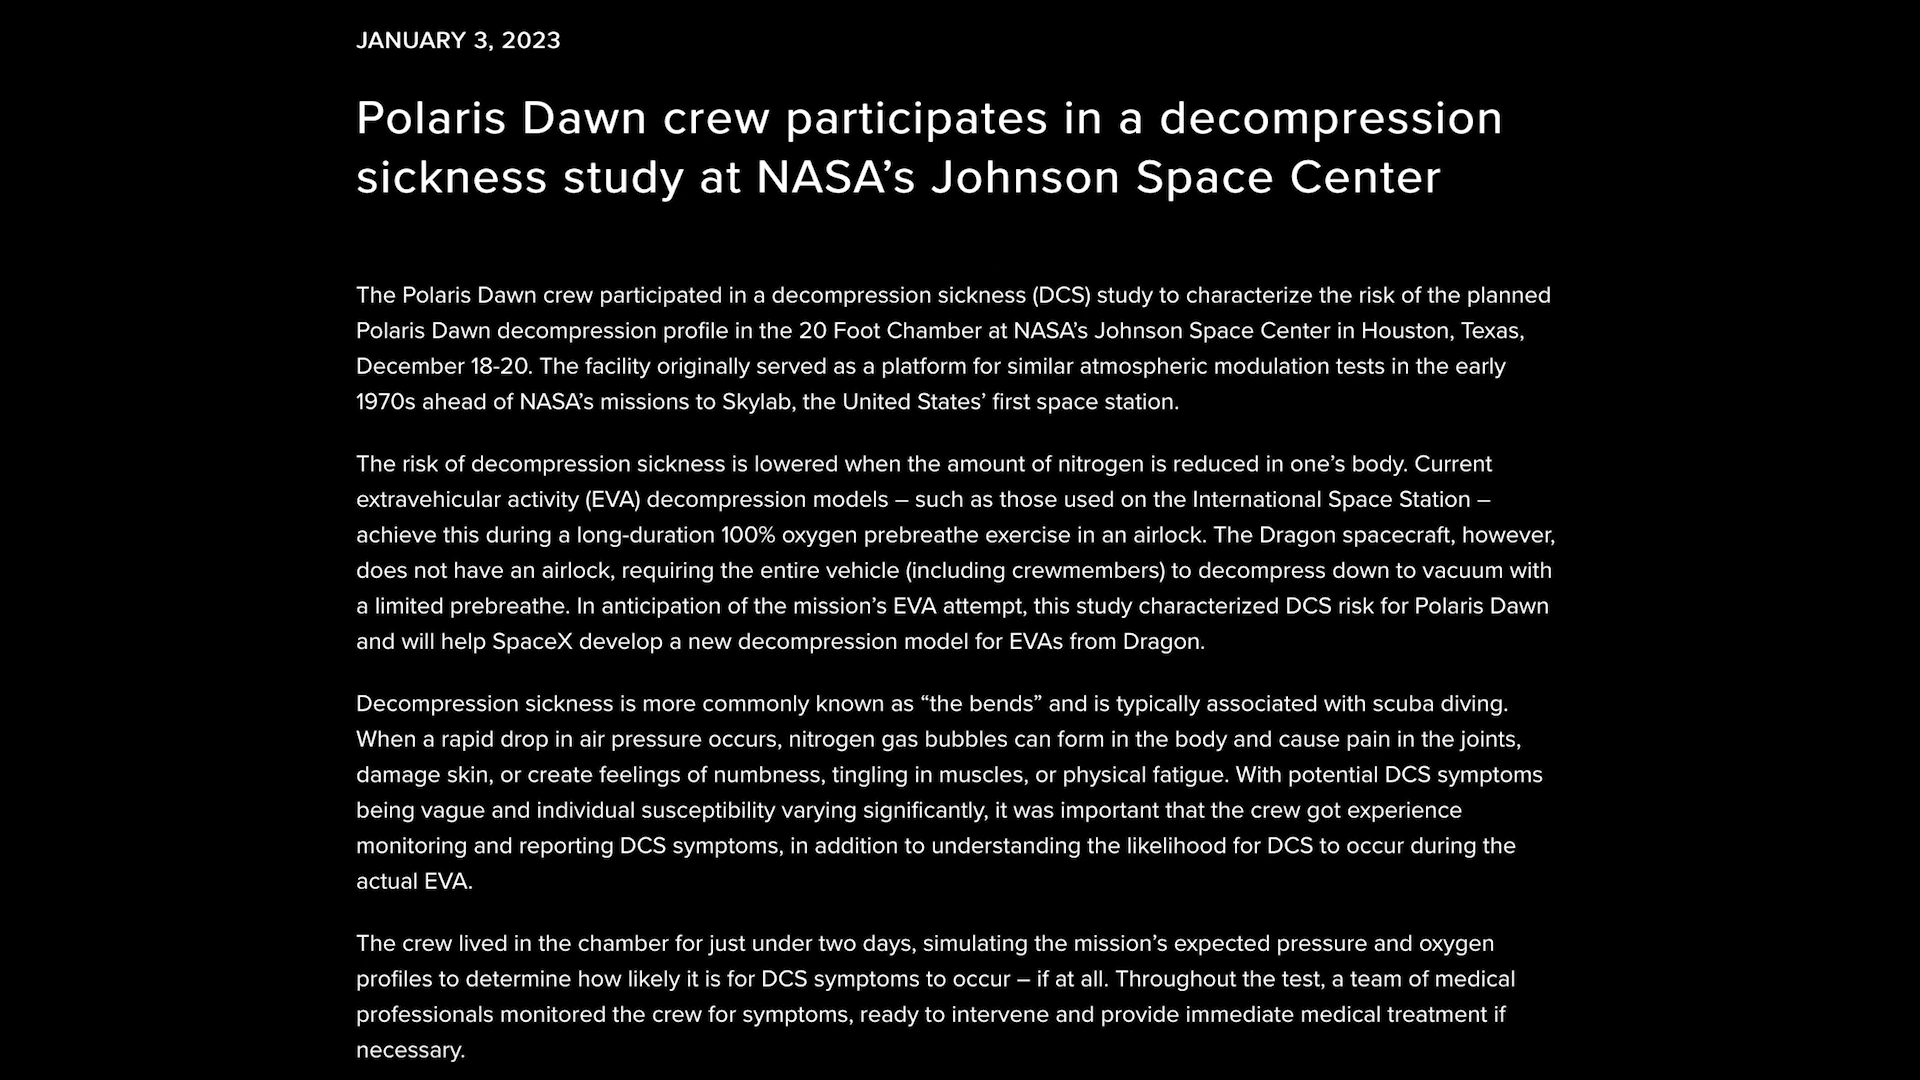 JANUARY 3, 2023
Polaris Dawn crew participates in a decompression
sickness study at NASA’s Johnson Space Center
The Polaris Dawn crew participated in a decompression sickness (DCS) study to characterize the risk of the planned
Polaris Dawn decompression profile in the 20 Foot Chamber at NASA’s Johnson Space Center in Houston, Texas,
December 18-20. The facility originally served as a platform for similar atmospheric modulation tests in the early
1970s ahead of NASA’s missions to Skylab, the United States’ first space station.
The risk of decompression sickness is lowered when the amount of nitrogen is reduced in one’s body. Current
extravehicular activity (EVA) decompression models – such as those used on the International Space Station –
achieve this during a long-duration 100% oxygen prebreathe exercise in an airlock. The Dragon spacecraft, however,
does not have an airlock, requiring the entire vehicle (including crewmembers) to decompress down to vacuum with
a limited prebreathe. In anticipation of the mission’s EVA attempt, this study characterized DCS risk for Polaris Dawn
and will help SpaceX develop a new decompression model for EVAs from Dragon.
Decompression sickness is more commonly known as “the bends” and is typically associated with scuba diving.
When a rapid drop in air pressure occurs, nitrogen gas bubbles can form in the body and cause pain in the joints,
damage skin, or create feelings of numbness, tingling in muscles, or physical fatigue. With potential DCS symptoms
being vague and individual susceptibility varying significantly, it was important that the crew got experience
monitoring and reporting DCS symptoms, in addition to understanding the likelihood for DCS to occur during the
actual EVA.
The crew lived in the chamber for just under two days, simulating the mission’s expected pressure and oxygen
profiles to determine how likely it is for DCS symptoms to occur – if at all. Throughout the test, a team of medical
professionals monitored the crew for symptoms, ready to intervene and provide immediate medical treatment if
necessary.